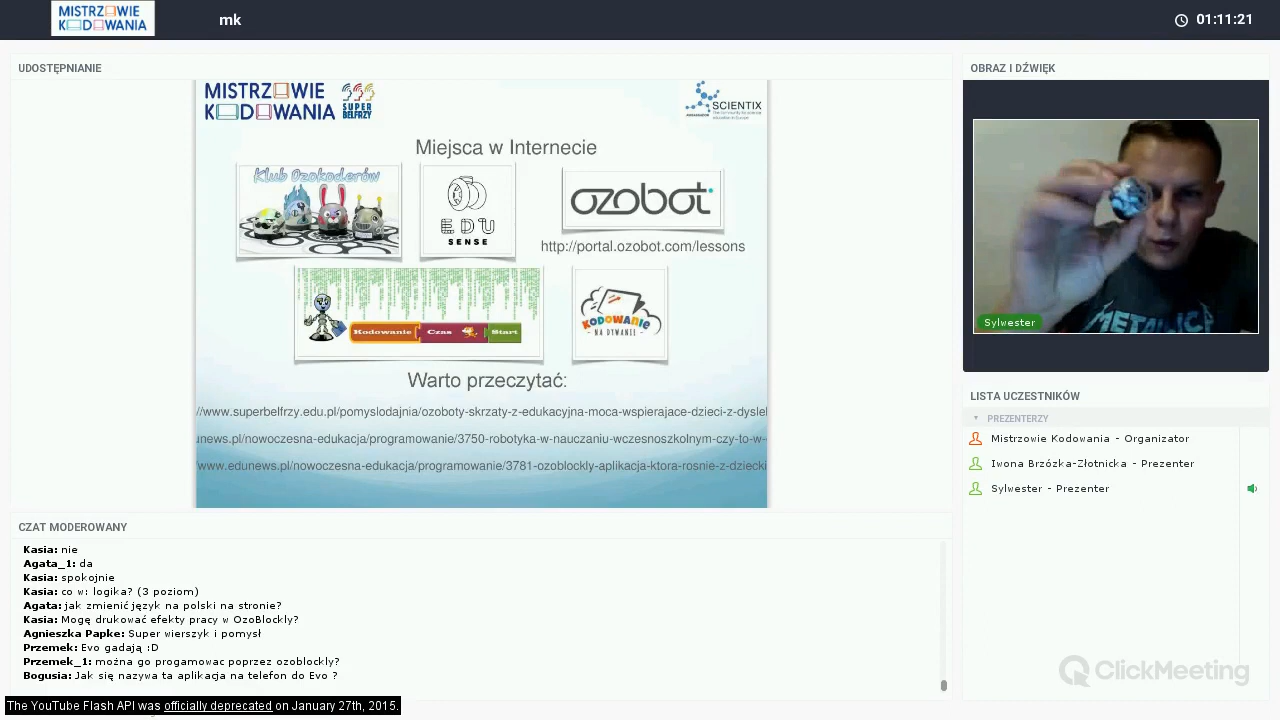 MISTRZOWIE
KODOWANIA
mk
01:11:21
UDOSTĘPNIANIE
MISTRZOWIE
KODOWANIA
SUPER
BELFRZY
SCIENTIX
Miejsca w Internecie
Klub Ozokoderów
EDU
SENSE
ozobot
http://portal.ozobot.com/lessons
Kodowanie Czas Start
KODOWANIE
NA DYWANIE
Warto przeczytać:
//www.superbelfrzy.edu.pl/pomyslodajnia/ozoboty-skrzaty-z-edukacyjna-moca-wspierajace-dzieci-z-dyslel
unews.pl/nowoczesna-edukacja/programowanie/3750-robotyka-w-nauczaniu-wczesnoszkolnym-czy-to-w-
/www.edunews.pl/nowoczesna-edukacja/programowanie/3781-ozoblockly-aplikacja-ktora-rosnie-z-dziecki
OBRAZ I DŹWIĘK
METALLICA
Sylwester
LISTA UCZESTNIKÓW
PREZENTERZY
Mistrzowie Kodowania - Organizator
Iwona Brzózka-Złotnicka - Prezenter
Sylwester - Prezenter
CZAT MODEROWANY
Kasia: nie
Agata_1: da
Kasia: spokojnie
Kasia: co w: logika? (3 poziom)
Agata: jak zmienić język na polski na stronie?
Kasia: Mogę drukować efekty pracy w OzoBlockly?
Agnieszka Papke: Super wierszyk i pomysł
Przemek: Evo gadają :D
Przemek_1: można go progamowac poprzez ozoblockly?
Bogusia: Jak się nazywa ta aplikacja na telefon do Evo ?
ClickMeeting
The YouTube Flash API was officially deprecated on January 27th, 2015.